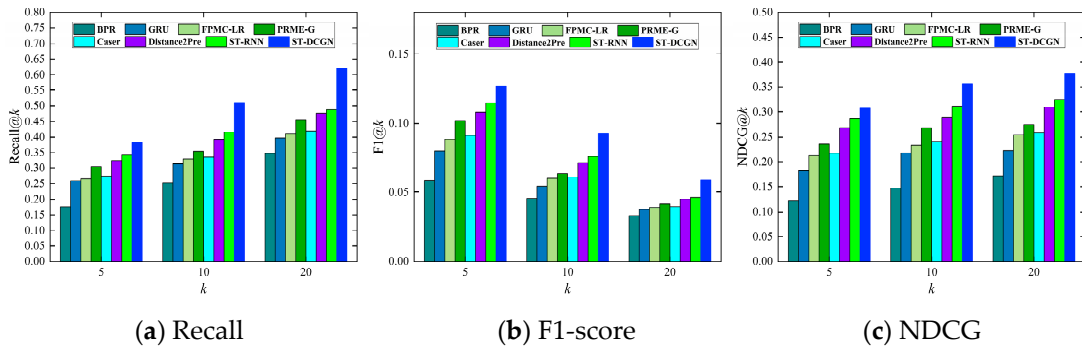 0.80
0.75
0.70
0.65
0.60
0.55
0.50
0.45
0.40
0.35
0.30
0.25
0.20
0.15
0.10
0.05
0.00
Recall@k
BPR GRU FPMC-LR PRME-G
Caser Distance2Pre ST-RNN ST-DCGN
5 10 20
k
(a) Recall
0.15
0.10
0.05
0.00
F1@k
BPR GRU FPMC-LR PRME-G
Caser Distance2Pre ST-RNN ST-DCGN
5 10 20
k
(b) F1-score
0.50
0.45
0.40
0.35
0.30
0.25
0.20
0.15
0.10
0.05
0.00
NDCG@k
BPR GRU FPMC-LR PRME-G
Caser Distance2Pre ST-RNN ST-DCGN
5 10 20
k
(c) NDCG